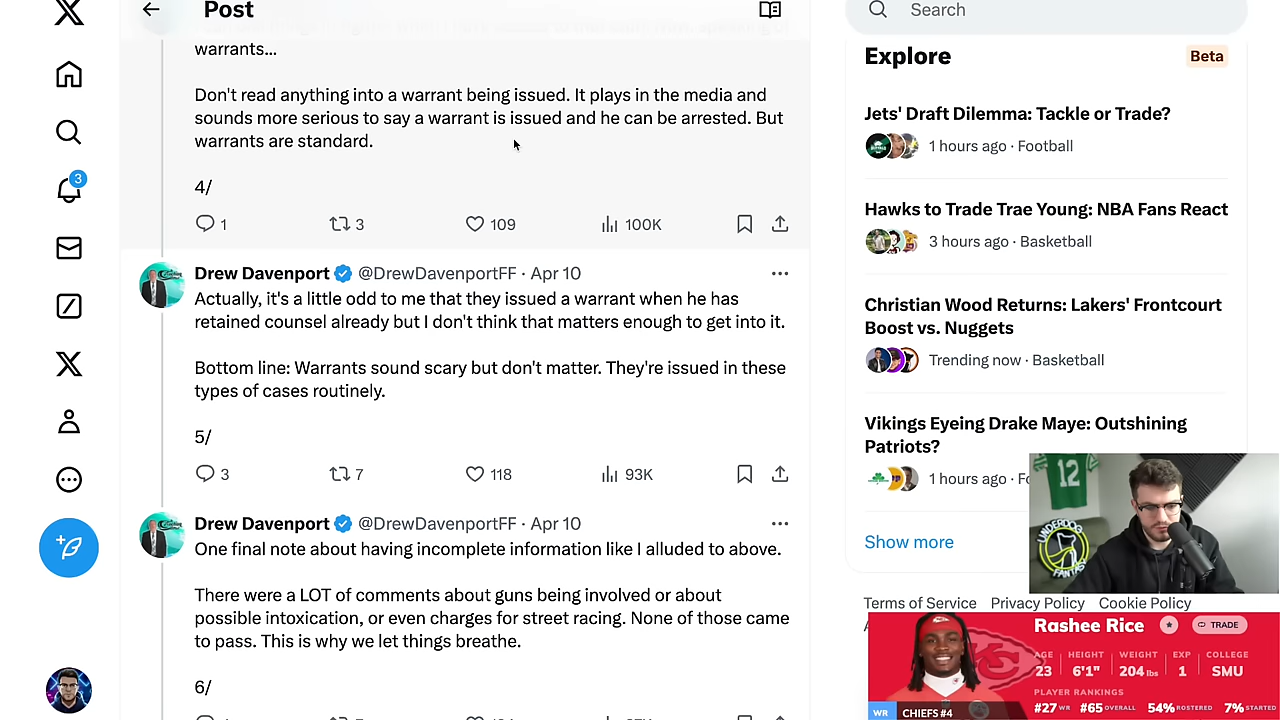 Post
Search
warrants...
Don't read anything into a warrant being issued. It plays in the media and
sounds more serious to say a warrant is issued and he can be arrested. But
warrants are standard.
4/
1
3
109
100K
Drew Davenport @DrewDavenportFF · Apr 10
Actually, it's a little odd to me that they issued a warrant when he has
retained counsel already but I don't think that matters enough to get into it.
Bottom line: Warrants sound scary but don't matter. They're issued in these
types of cases routinely.
5/
3
7
118
93K
Drew Davenport @DrewDavenportFF · Apr 10
One final note about having incomplete information like I alluded to above.
There were a LOT of comments about guns being involved or about
possible intoxication, or even charges for street racing. None of those came
to pass. This is why we let things breathe.
6/
3
Explore
Beta
Jets' Draft Dilemma: Tackle or Trade?
1 hours ago · Football
Hawks to Trade Trae Young: NBA Fans React
3 hours ago · Basketball
Christian Wood Returns: Lakers' Frontcourt
Boost vs. Nuggets
Trending now · Basketball
Vikings Eyeing Drake Maye: Outshining
Patriots?
1 hours ago ·
Show more
12
UNDERDOG
FANTASY
Terms of Service Privacy Policy Cookie Policy
Rashee Rice
TRADE
AGE HEIGHT WEIGHT EXP COLLEGE
23 6'1" 204 lbs 1 SMU
PLAYER RANKINGS
#27 WR #65 OVERALL 54% ROSTERED 7% STARTED
WR CHIEFS #4